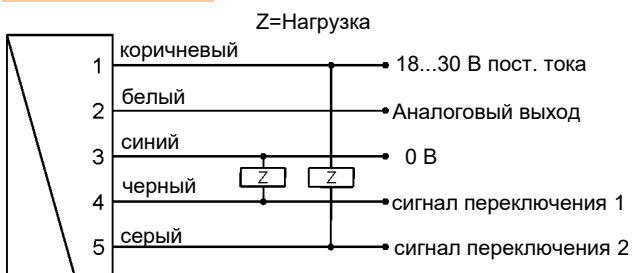 Z=Нагрузка
1 коричневый 18...30 В пост. тока
2 белый Аналоговый выход
3 синий 0 В
Z Z
4 черный сигнал переключения 1
5 серый сигнал переключения 2